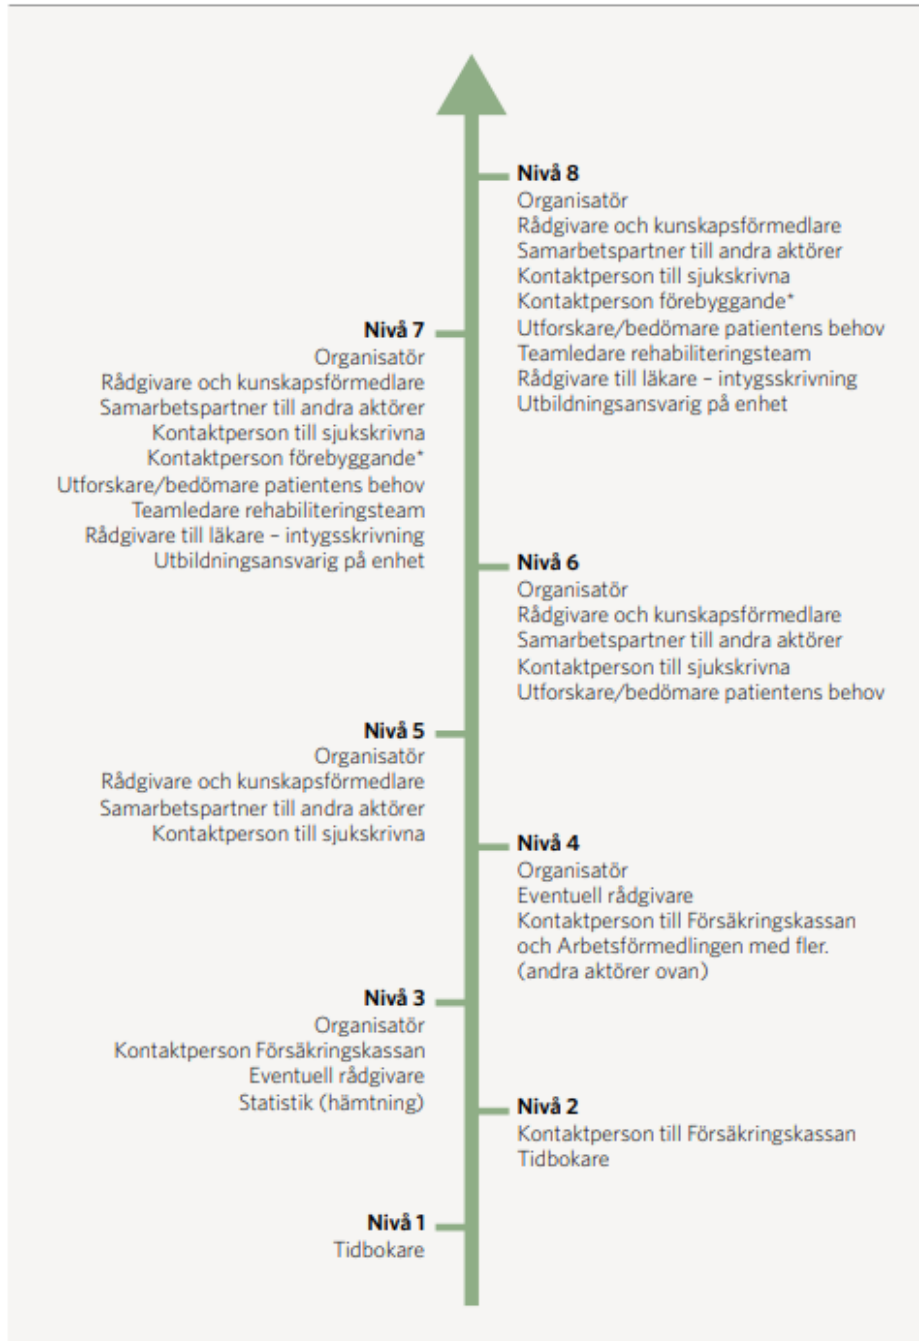 Nivå 8
Organisatör
Rådgivare och kunskapsförmedlare
Samarbetspartner till andra aktörer
Kontaktperson till sjukskrivna
Kontaktperson förebyggande*
Utforskare/bedömare patientens behov
Teamledare rehabiliteringsteam
Rådgivare till läkare – intygsskrivning
Utbildningsansvarig på enhet
Nivå 7
Organisatör
Rådgivare och kunskapsförmedlare
Samarbetspartner till andra aktörer
Kontaktperson till sjukskrivna
Kontaktperson förebyggande*
Utforskare/bedömare patientens behov
Teamledare rehabiliteringsteam
Rådgivare till läkare – intygsskrivning
Utbildningsansvarig på enhet
Nivå 6
Organisatör
Rådgivare och kunskapsförmedlare
Samarbetspartner till andra aktörer
Kontaktperson till sjukskrivna
Utforskare/bedömare patientens behov
Nivå 5
Organisatör
Rådgivare och kunskapsförmedlare
Samarbetspartner till andra aktörer
Kontaktperson till sjukskrivna
Nivå 4
Organisatör
Eventuell rådgivare
Kontaktperson till Försäkringskassan
och Arbetsförmedlingen med fler.
(andra aktörer ovan)
Nivå 3
Organisatör
Kontaktperson Försäkringskassan
Eventuell rådgivare
Statistik (hämtning)
Nivå 2
Kontaktperson till Försäkringskassan
Tidbokare
Nivå 1
Tidbokare